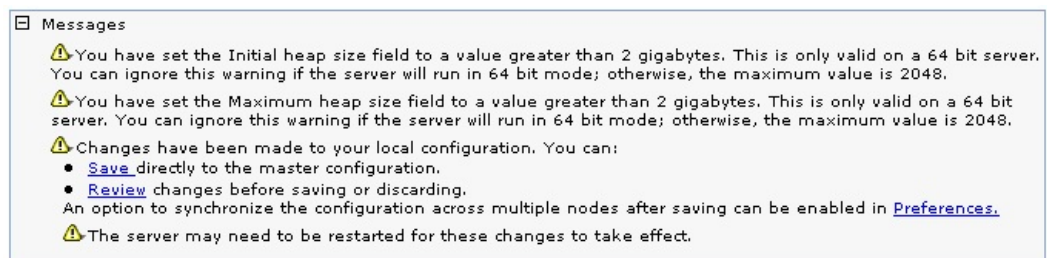 Messages
You have set the Initial heap size field to a value greater than 2 gigabytes. This is only valid on a 64 bit server.
You can ignore this warning if the server will run in 64 bit mode; otherwise, the maximum value is 2048.
You have set the Maximum heap size field to a value greater than 2 gigabytes. This is only valid on a 64 bit
server. You can ignore this warning if the server will run in 64 bit mode; otherwise, the maximum value is 2048.
Changes have been made to your local configuration. You can:
● Save directly to the master configuration.
● Review changes before saving or discarding.
An option to synchronize the configuration across multiple nodes after saving can be enabled in Preferences.
The server may need to be restarted for these changes to take effect.